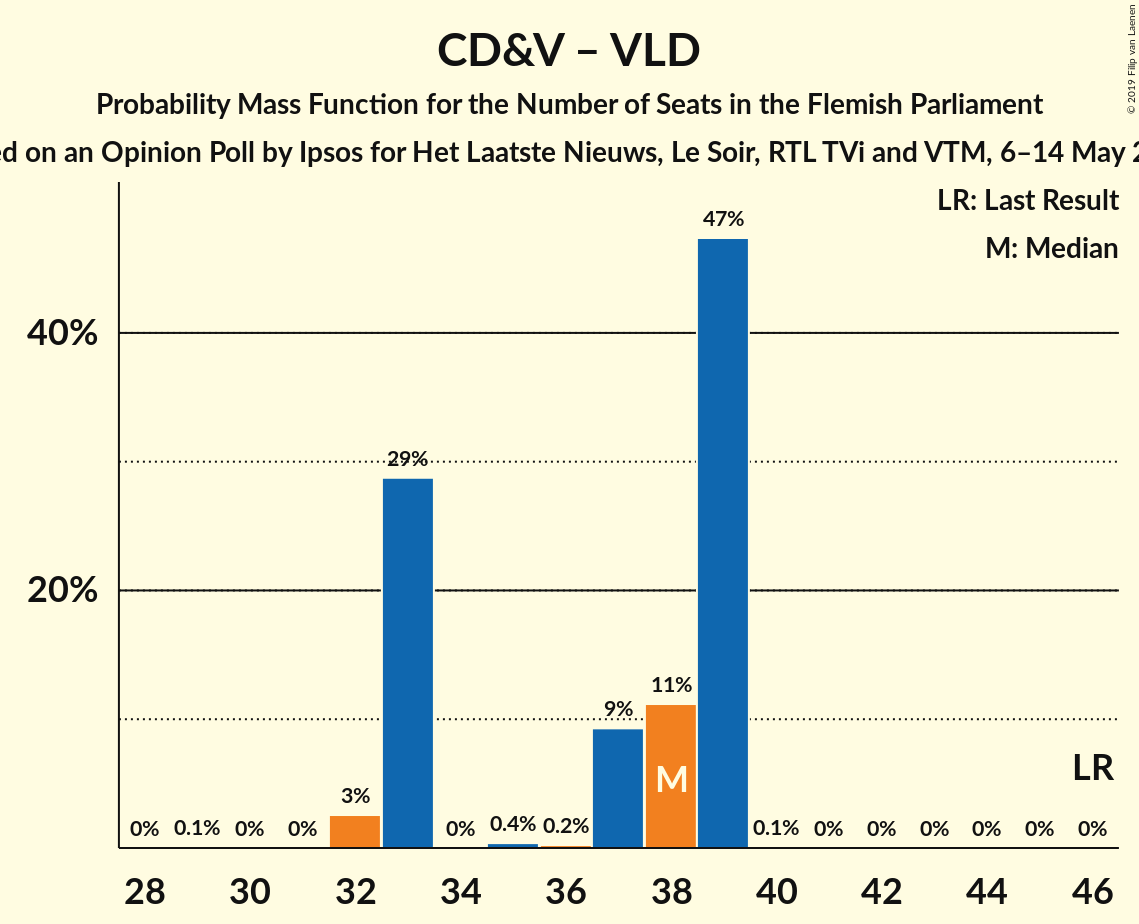 CD&V – VLD
Probability Mass Function for the Number of Seats in the Flemish Parliament
on an Opinion Poll by Ipsos for Het Laatste Nieuws, Le Soir, RTL TVi and VTM, 6–14 May
© 2019 Filip van Laenen
LR: Last Result
M: Median
47%
40%
29%
20%
11%
9%
M
LR
3%
0% 0.1% 0% 0% 0% 0.4% 0.2% 0.1% 0% 0% 0% 0% 0% 0%
28 30 32 34 36 38 40 42 44 46